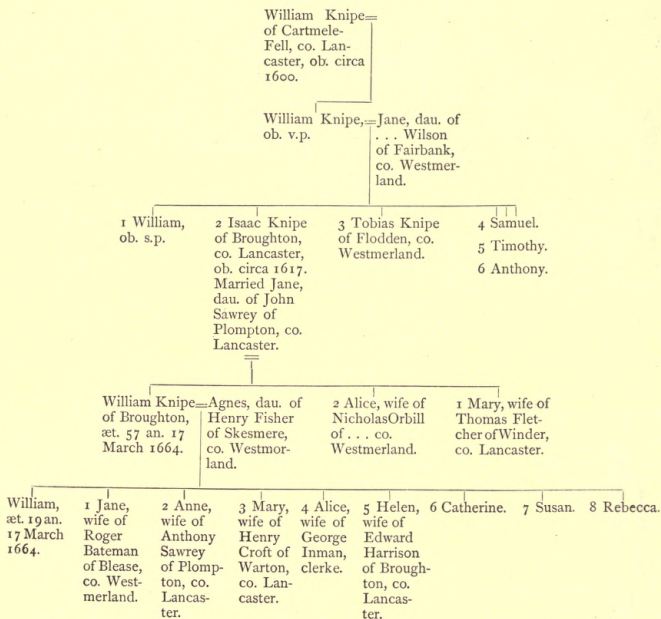 William Knipe=
of Cartmele-
Fell, co. Lan-
caster, ob. circa
1600.
William Knipe,=Jane, dau. of
ob. v.p.
. . . Wilson
of Fairbank,
co. Westmer-
land.
1 William,
ob. s.p.
2 Isaac Knipe
of Broughton,
co. Lancaster,
ob. circa 1617.
Married Jane,
dau. of John
Sawrey of
Plompton, co.
Lancaster.
3 Tobias Knipe
of Flodden, co.
Westmerland.
4 Samuel.
5 Timothy.
6 Anthony.
William Knipe=Agnes, dau. of
of Broughton,
æt. 57 an. 17
March 1664.
Henry Fisher
of Skesmere,
co. Westmor-
land.
2 Alice, wife of
NicholasOrbill
of . . . co.
Westmerland.
1 Mary, wife of
Thomas Flet-
cherofWinder,
co. Lancaster.
William,
æt. 19 an.
17 March
1664.
1 Jane,
wife of
Roger
Bateman
of Blease,
co. West-
merland.
2 Anne,
wife of
Anthony
Sawrey
of Plomp-
ton, co.
Lancas-
ter.
3 Mary,
wife of
Henry
Croft of
Warton,
co. Lan-
caster.
4 Alice,
wife of
George
Inman,
clerke.
5 Helen,
wife of
Edward
Harrison
of Brough-
ton, co.
Lancas-
ter.
6 Catherine.
7 Susan.
8 Rebecca.